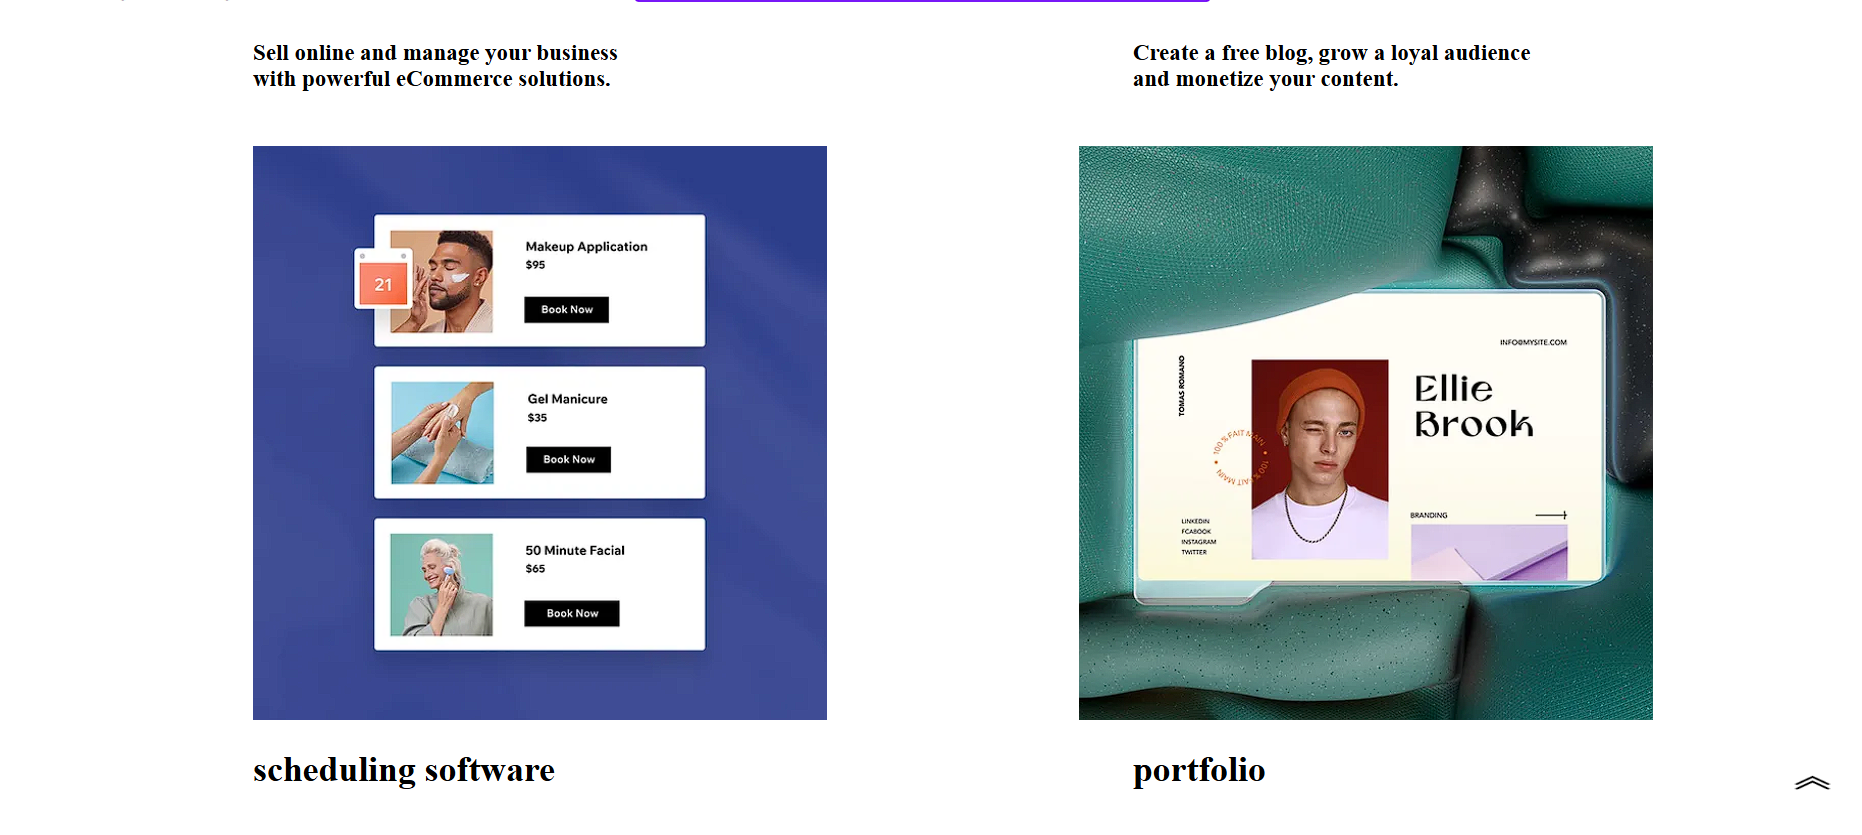 Sell online and manage your business
with powerful eCommerce solutions.
Create a free blog, grow a loyal audience
and monetize your content.
21
Makeup Application
$95
Book Now
Gel Manicure
$35
Book Now
50 Minute Facial
$65
Book Now
INFO@MYSITE.COM
TOMAS ROMANO
Ellie
Brook
100 % FAIT MAIN • 100 % FAIT MAIN •
BRANDING
LINKEDIN
FCABOOK
INSTAGRAM
TWITTER
scheduling software
portfolio